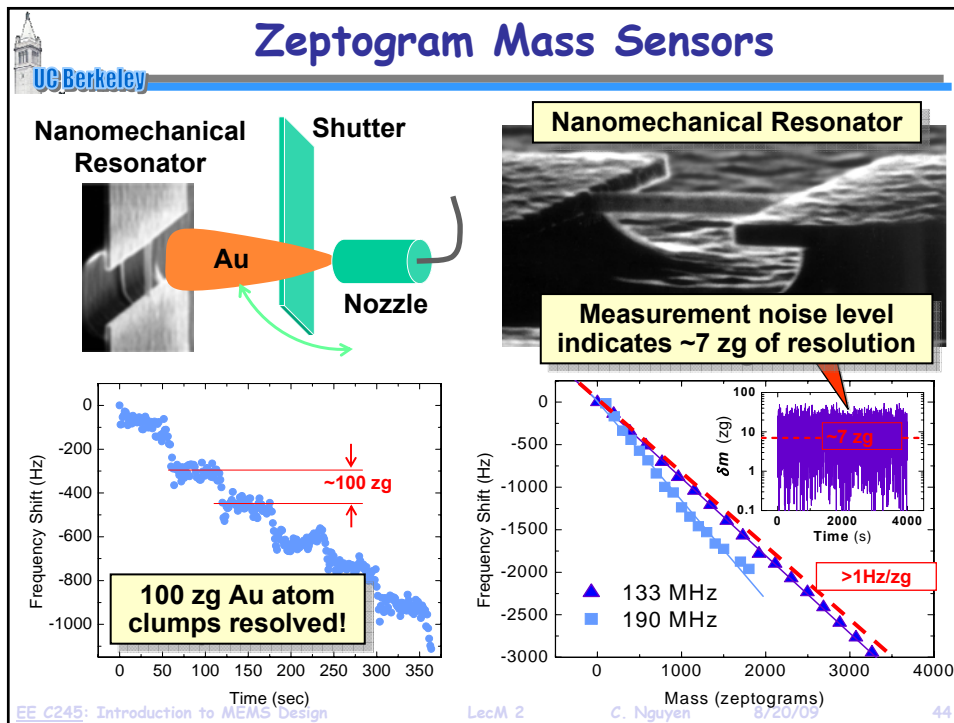 Zeptogram Mass Sensors
UC Berkeley
Nanomechanical
Resonator
Shutter
Au
Nozzle
Nanomechanical Resonator
Measurement noise level
indicates ~7 zg of resolution
0
-200
-400
-600
-800
-1000
Frequency Shift (Hz)
~100 zg
100 zg Au atom
clumps resolved!
0 50 100 150 200 250 300 350
Time (sec)
0
-500
-1000
-1500
-2000
-2500
-3000
Frequency Shift (Hz)
100
10
1
0.1
δm (zg)
~7 zg
0 2000 4000
Time (s)
>1Hz/zg
133 MHz
190 MHz
0 1000 2000 3000 4000
Mass (zeptograms)
EE C245: Introduction to MEMS Design LecM 2 C. Nguyen 8/20/09 44